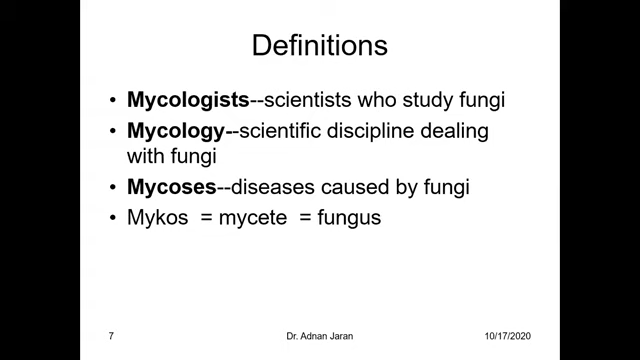 Definitions
• Mycologists--scientists who study fungi
• Mycology--scientific discipline dealing
with fungi
• Mycoses--diseases caused by fungi
• Mykos = mycete = fungus
7 Dr. Adnan Jaran 10/17/2020